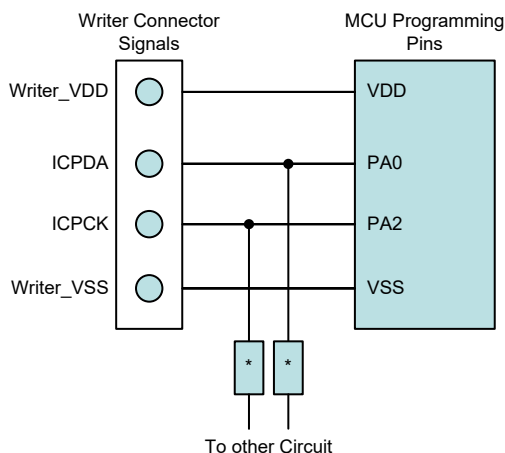 Writer Connector
Signals
MCU Programming
Pins
Writer_VDD
VDD
ICPDA
PA0
ICPCK
PA2
Writer_VSS
VSS
*
*
To other Circuit